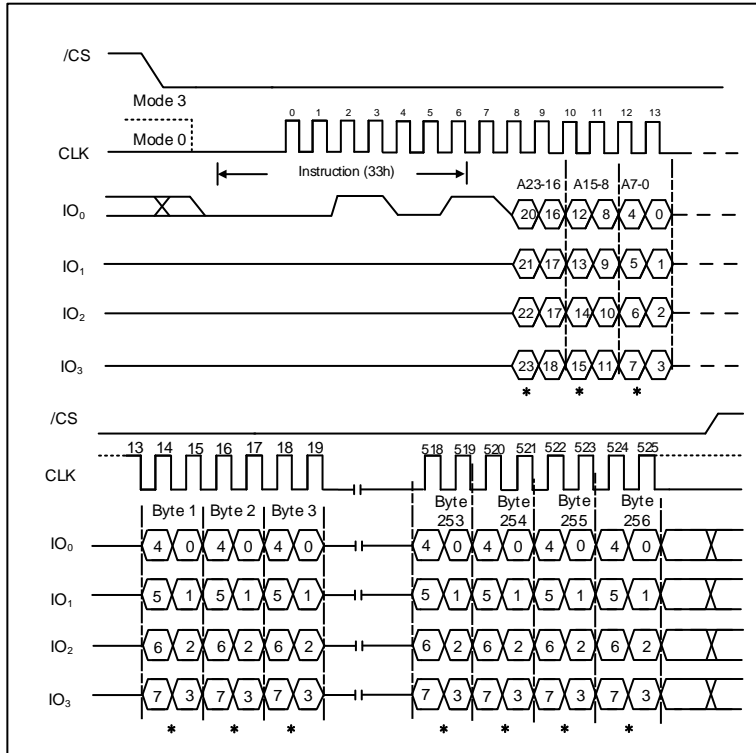 /CS
Mode 3
Mode 0
CLK
0 1 2 3 4 5 6 7 8 9 10 11 12 13
Instruction (33h)
A23-16 A15-8 A7-0
IO0 20 16 12 8 4 0
IO1 21 17 13 9 5 1
IO2 22 17 14 10 6 2
IO3 23 18 15 11 7 3
* * *
/CS
13 14 15 16 17 18 19 518 519 520 521 522 523 524 525
CLK
Byte 1 Byte 2 Byte 3 Byte 253 Byte 254 Byte 255 Byte 256
IO0 4 0 4 0 4 0 4 0 4 0 4 0 4 0
IO1 5 1 5 1 5 1 5 1 5 1 5 1 5 1
IO2 6 2 6 2 6 2 6 2 6 2 6 2 6 2
IO3 7 3 7 3 7 3 7 3 7 3 7 3 7 3
* * * * * * *